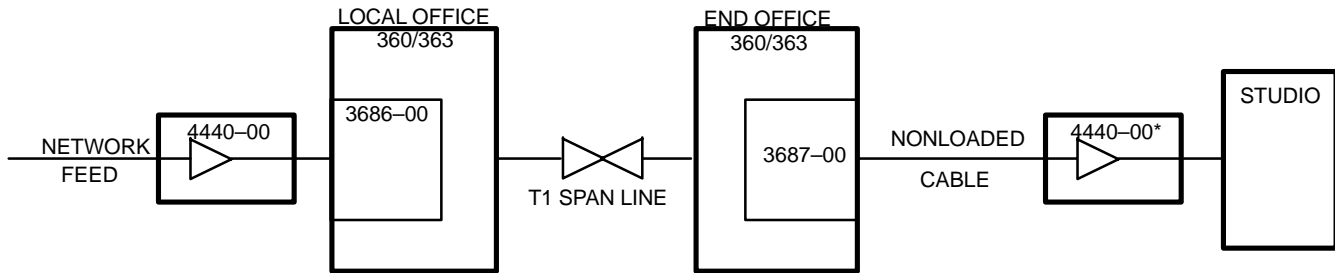 LOCAL OFFICE
360/363
END OFFICE
360/363
3686–00
4440–00
NETWORK
FEED
T1 SPAN LINE
3687–00
NONLOADED
CABLE
4440–00*
STUDIO